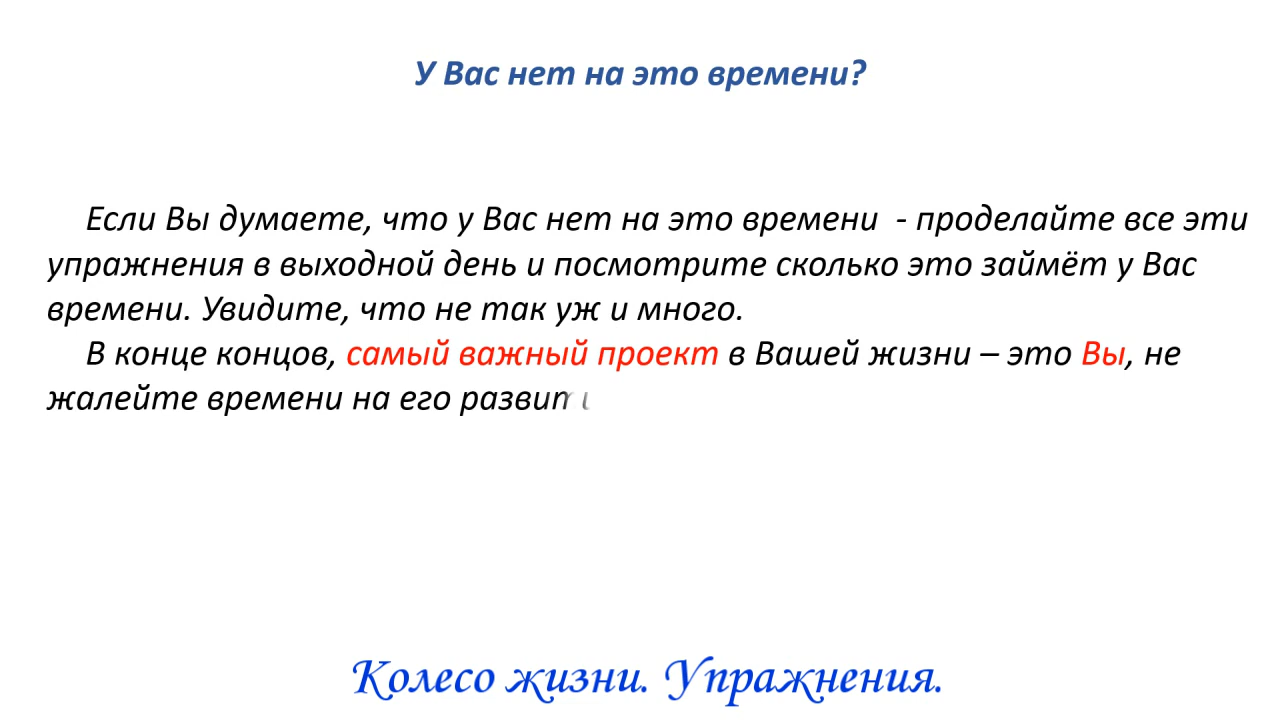 У Вас нет на это времени?
Если Вы думаете, что у Вас нет на это времени - проделайте все эти
упражнения в выходной день и посмотрите сколько это займёт у Вас
времени. Увидите, что не так уж и много.
В конце концов, самый важный проект в Вашей жизни – это Вы, не
жалейте времени на его
Колесо жизни. Упражнения.